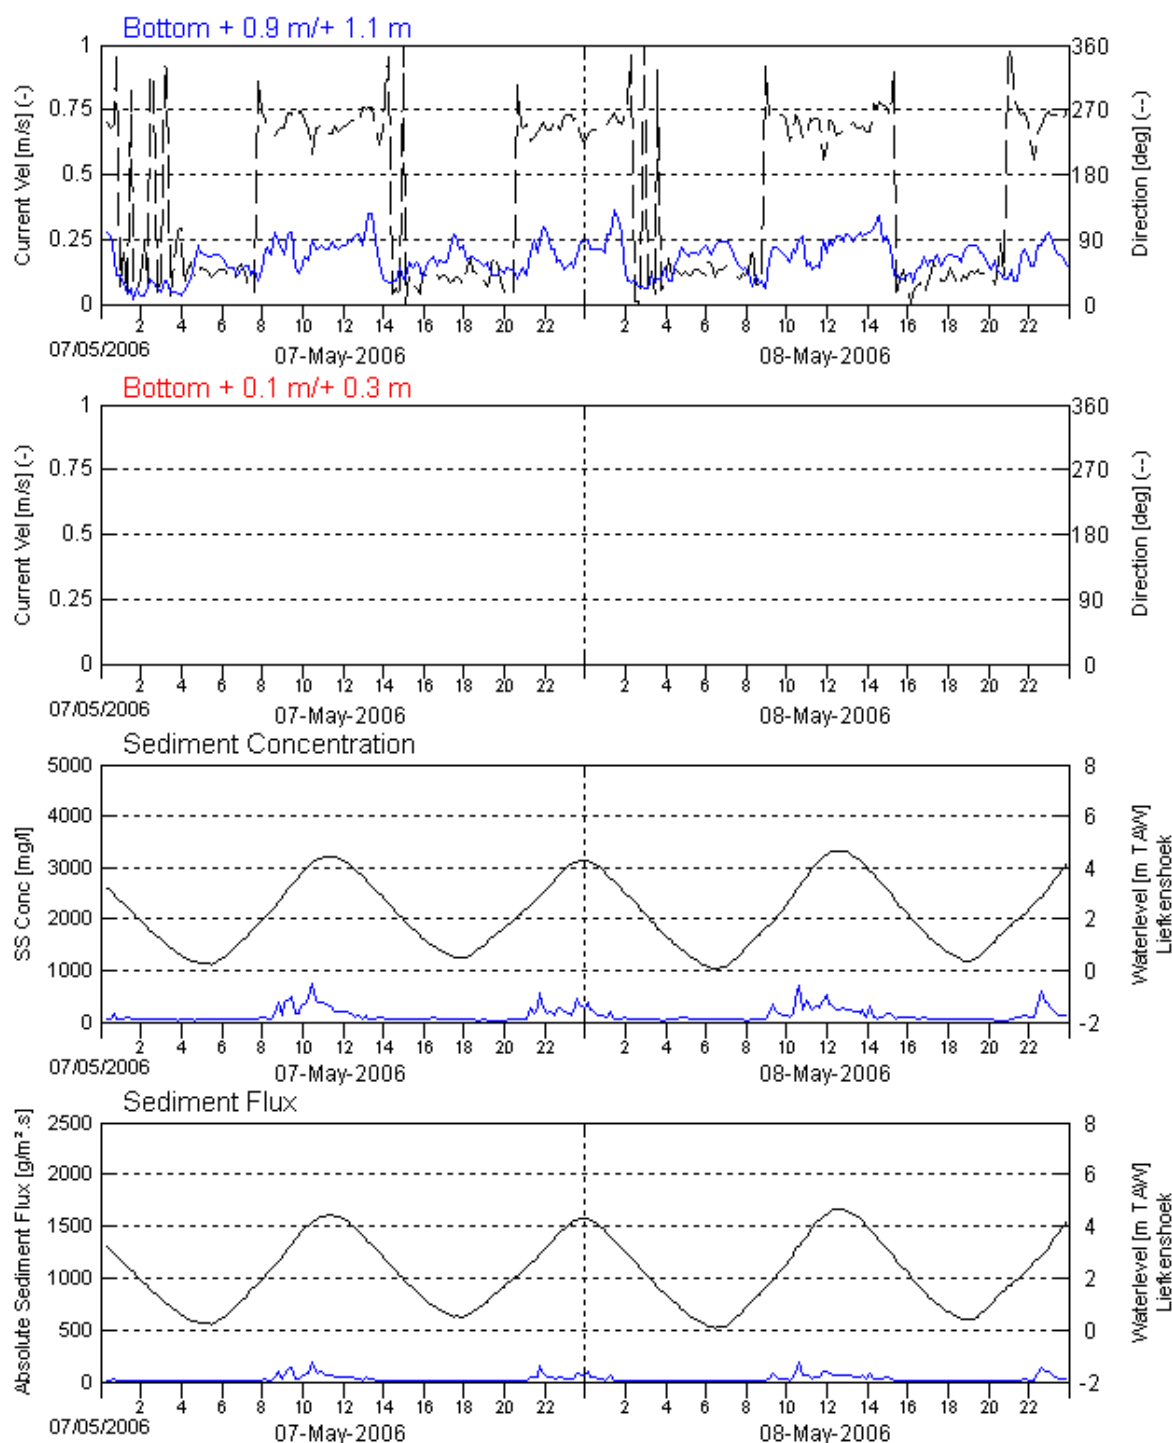 Bottom + 0.9 m/+ 1.1 m
Current Vel [m/s] (-)
1
0.75
0.5
0.25
0
360
270
180
90
0
Direction [deg] (--)
2 4 6 8 10 12 14 16 18 20 22 2 4 6 8 10 12 14 16 18 20 22
07/05/2006 07-May-2006 08-May-2006
Bottom + 0.1 m/+ 0.3 m
Current Vel [m/s] (-)
1
0.75
0.5
0.25
0
360
270
180
90
0
Direction [deg] (--)
2 4 6 8 10 12 14 16 18 20 22 2 4 6 8 10 12 14 16 18 20 22
07/05/2006 07-May-2006 08-May-2006
Sediment Concentration
SS Conc [mg/l]
5000
4000
3000
2000
1000
0
8
6
4
2
0
-2
Waterlevel [m TAW]
Liefkenshoek
2 4 6 8 10 12 14 16 18 20 22 2 4 6 8 10 12 14 16 18 20 22
07/05/2006 07-May-2006 08-May-2006
Sediment Flux
Absolute Sediment Flux [g/m².s]
2500
2000
1500
1000
500
0
8
6
4
2
0
-2
Waterlevel [m TAW]
Liefkenshoek
2 4 6 8 10 12 14 16 18 20 22 2 4 6 8 10 12 14 16 18 20 22
07/05/2006 07-May-2006 08-May-2006